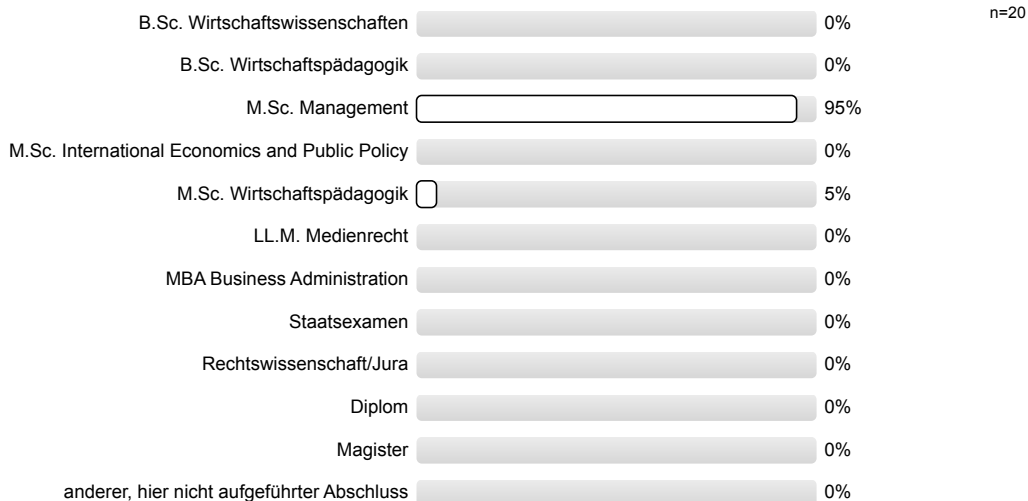 n=20
B.Sc. Wirtschaftswissenschaften 0%
B.Sc. Wirtschaftspädagogik 0%
M.Sc. Management 95%
M.Sc. International Economics and Public Policy 0%
M.Sc. Wirtschaftspädagogik 5%
LL.M. Medienrecht 0%
MBA Business Administration 0%
Staatsexamen 0%
Rechtswissenschaft/Jura 0%
Diplom 0%
Magister 0%
anderer, hier nicht aufgeführter Abschluss 0%